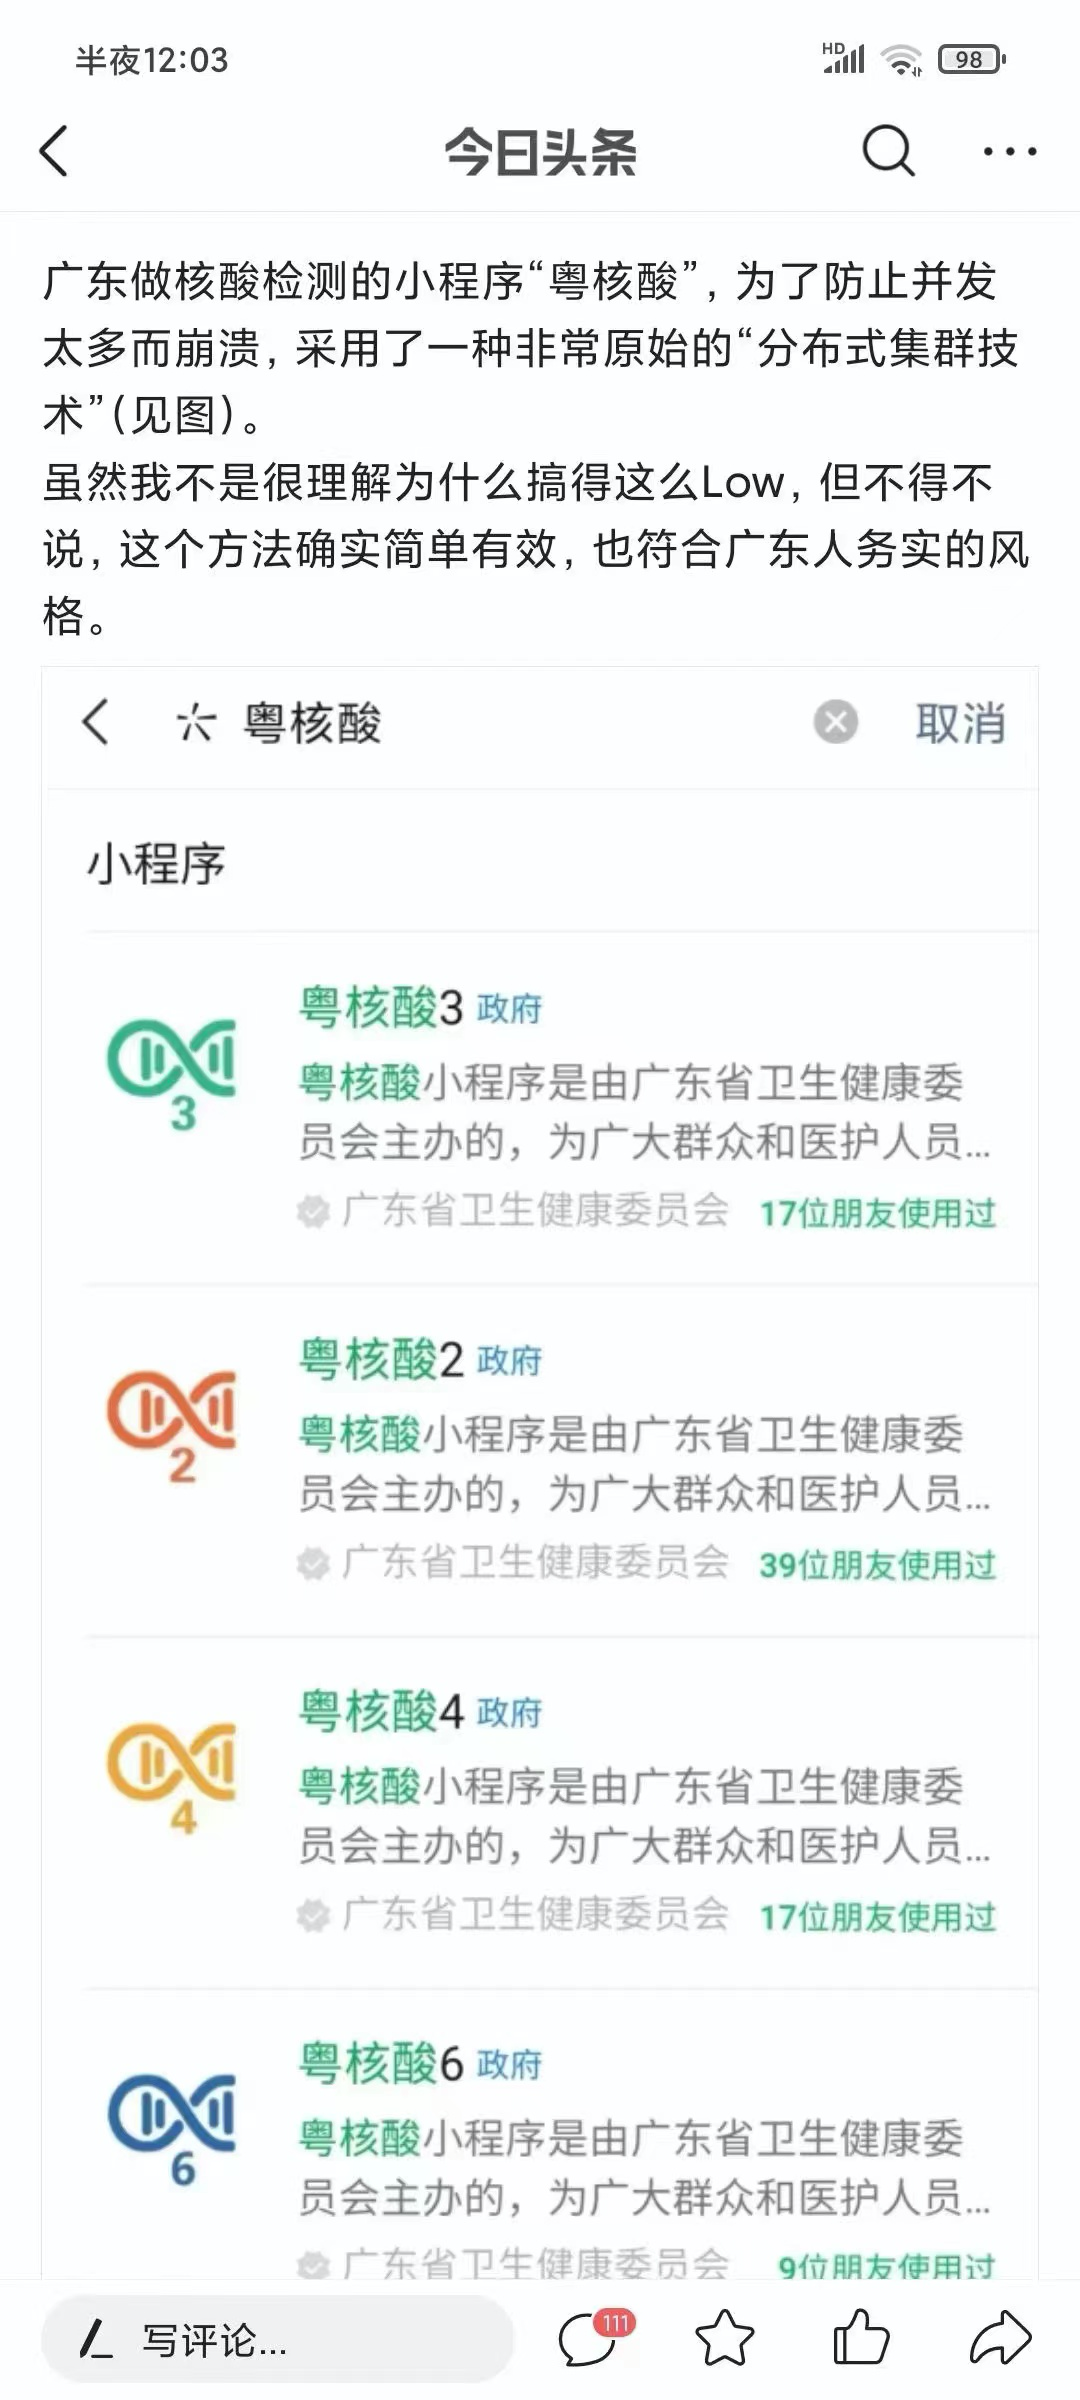 半夜12:03
HD
98
今日头条
广东做核酸检测的小程序“粤核酸”，为了防止并发
太多而崩溃，采用了一种非常原始的“分布式集群技
术”（见图）。
虽然我不是很理解为什么搞得这么Low，但不得不
说，这个方法确实简单有效，也符合广东人务实的风
格。
粤核酸
取消
小程序
粤核酸3 政府
粤核酸小程序是由广东省卫生健康委
员会主办的，为广大群众和医护人员...
3
广东省卫生健康委员会 17位朋友使用过
粤核酸2 政府
粤核酸小程序是由广东省卫生健康委
员会主办的，为广大群众和医护人员...
2
广东省卫生健康委员会 39位朋友使用过
粤核酸4 政府
粤核酸小程序是由广东省卫生健康委
员会主办的，为广大群众和医护人员...
4
广东省卫生健康委员会 17位朋友使用过
粤核酸6 政府
粤核酸小程序是由广东省卫生健康委
员会主办的，为广大群众和医护人员...
6
广东省卫生健康委员会 9位朋友使用过
写评论...
111